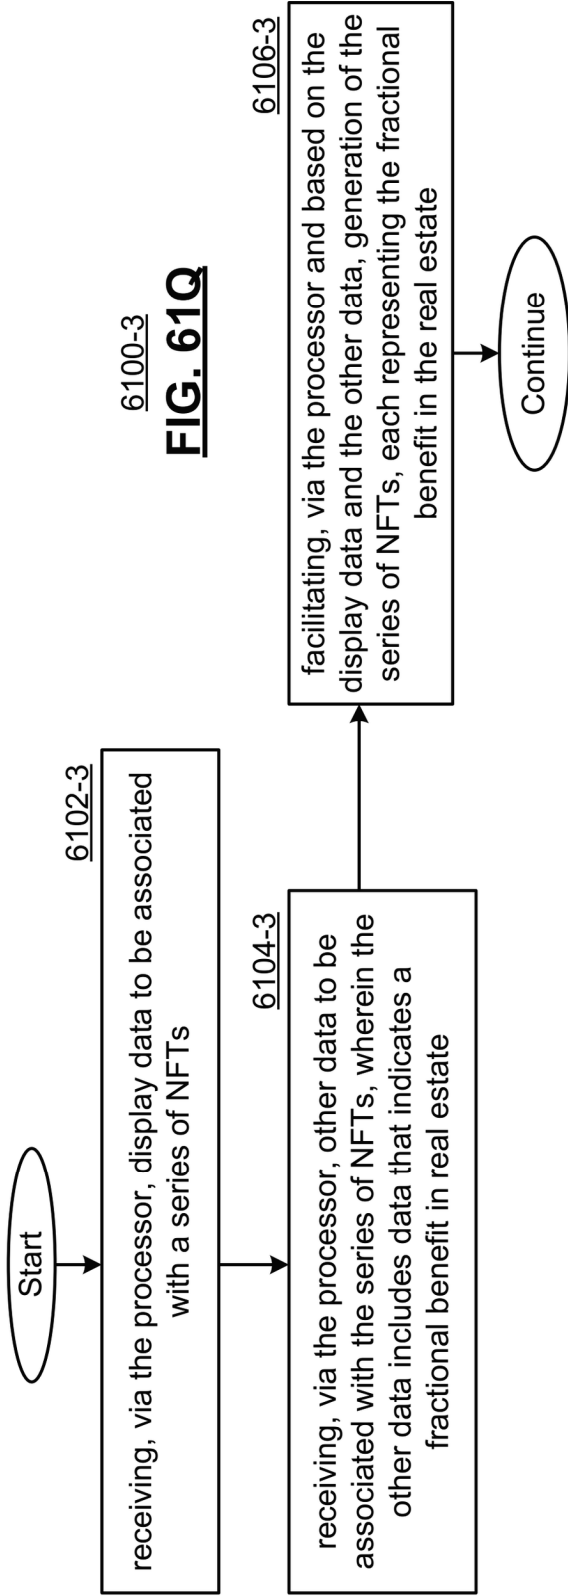 6100-3
FIG. 61Q
Start
6102-3
receiving, via the processor, display data to be associated
with a series of NFTs
6104-3
receiving, via the processor, other data to be
associated with the series of NFTs, wherein the
other data includes data that indicates a
fractional benefit in real estate
6106-3
facilitating, via the processor and based on the
display data and the other data, generation of the
series of NFTs, each representing the fractional
benefit in the real estate
Continue